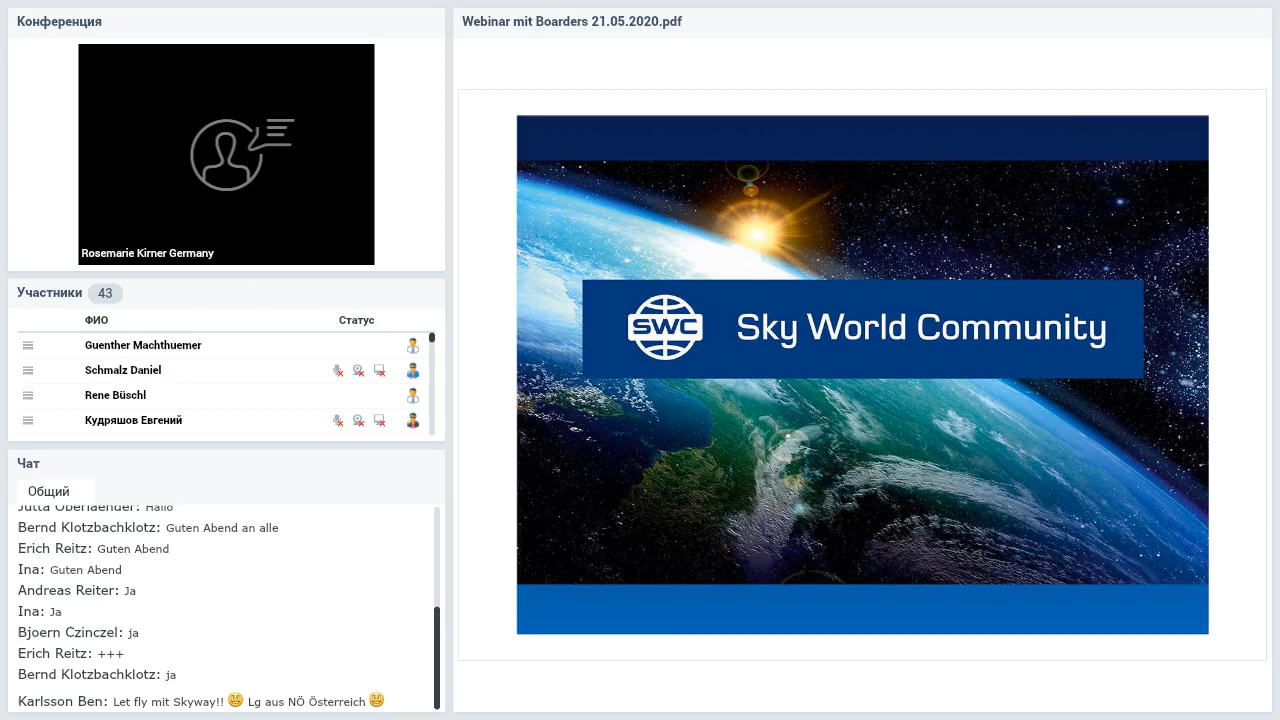 Конференция
Rosemarie Kirner Germany
Участники 43
ФИО Статус
Guenther Machthuemer
Schmalz Daniel
Rene Büschl
Кудряшов Евгений
Чат
Общий
Jutta Oberlaender: Hallo
Bernd Klotzbachklotz: Guten Abend an alle
Erich Reitz: Guten Abend
Ina: Guten Abend
Andreas Reiter: Ja
Ina: Ja
Bjoern Czinczel: ja
Erich Reitz: +++
Bernd Klotzbachklotz: ja
Karlsson Ben: Let fly mit Skyway!! Lg aus NÖ Österreich
Webinar mit Boarders 21.05.2020.pdf
SWC Sky World Community